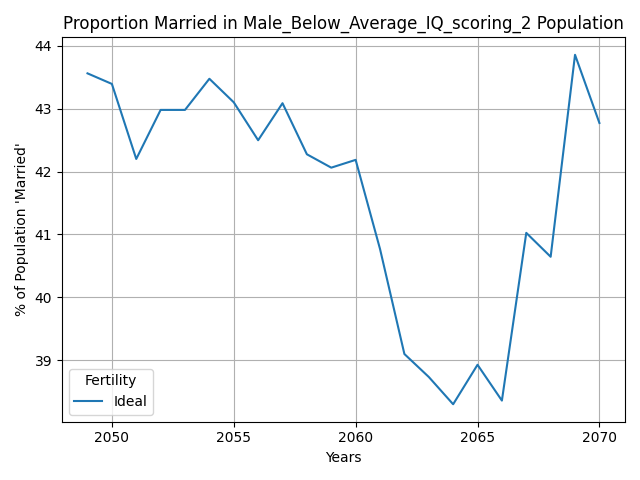 Proportion Married in Male_Below_Average_IQ_scoring_2 Population
% of Population 'Married'
44
43
42
41
40
39
Fertility
Ideal
2050 2055 2060 2065 2070
Years